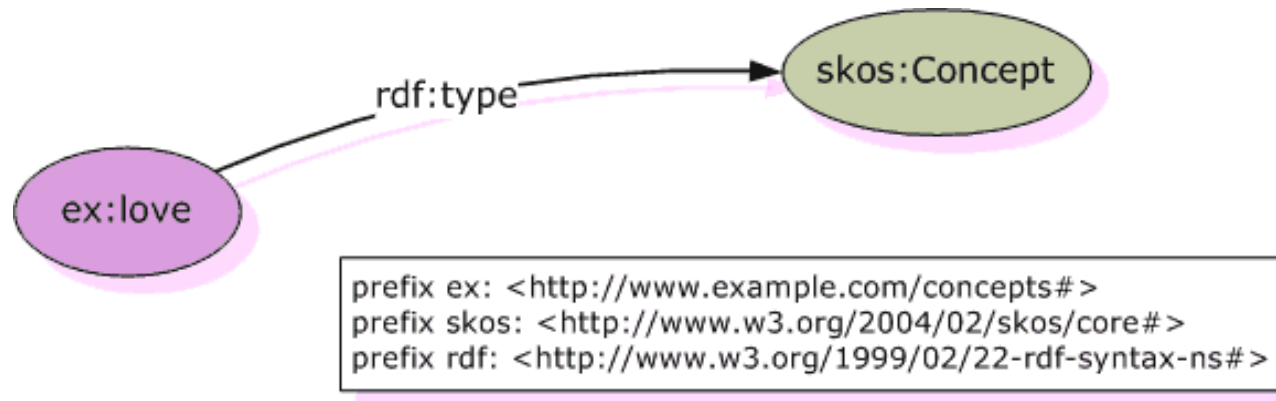 skos:Concept
rdf:type
ex:love
prefix ex: <http://www.example.com/concepts#>
prefix skos: <http://www.w3.org/2004/02/skos/core#>
prefix rdf: <http://www.w3.org/1999/02/22-rdf-syntax-ns#>